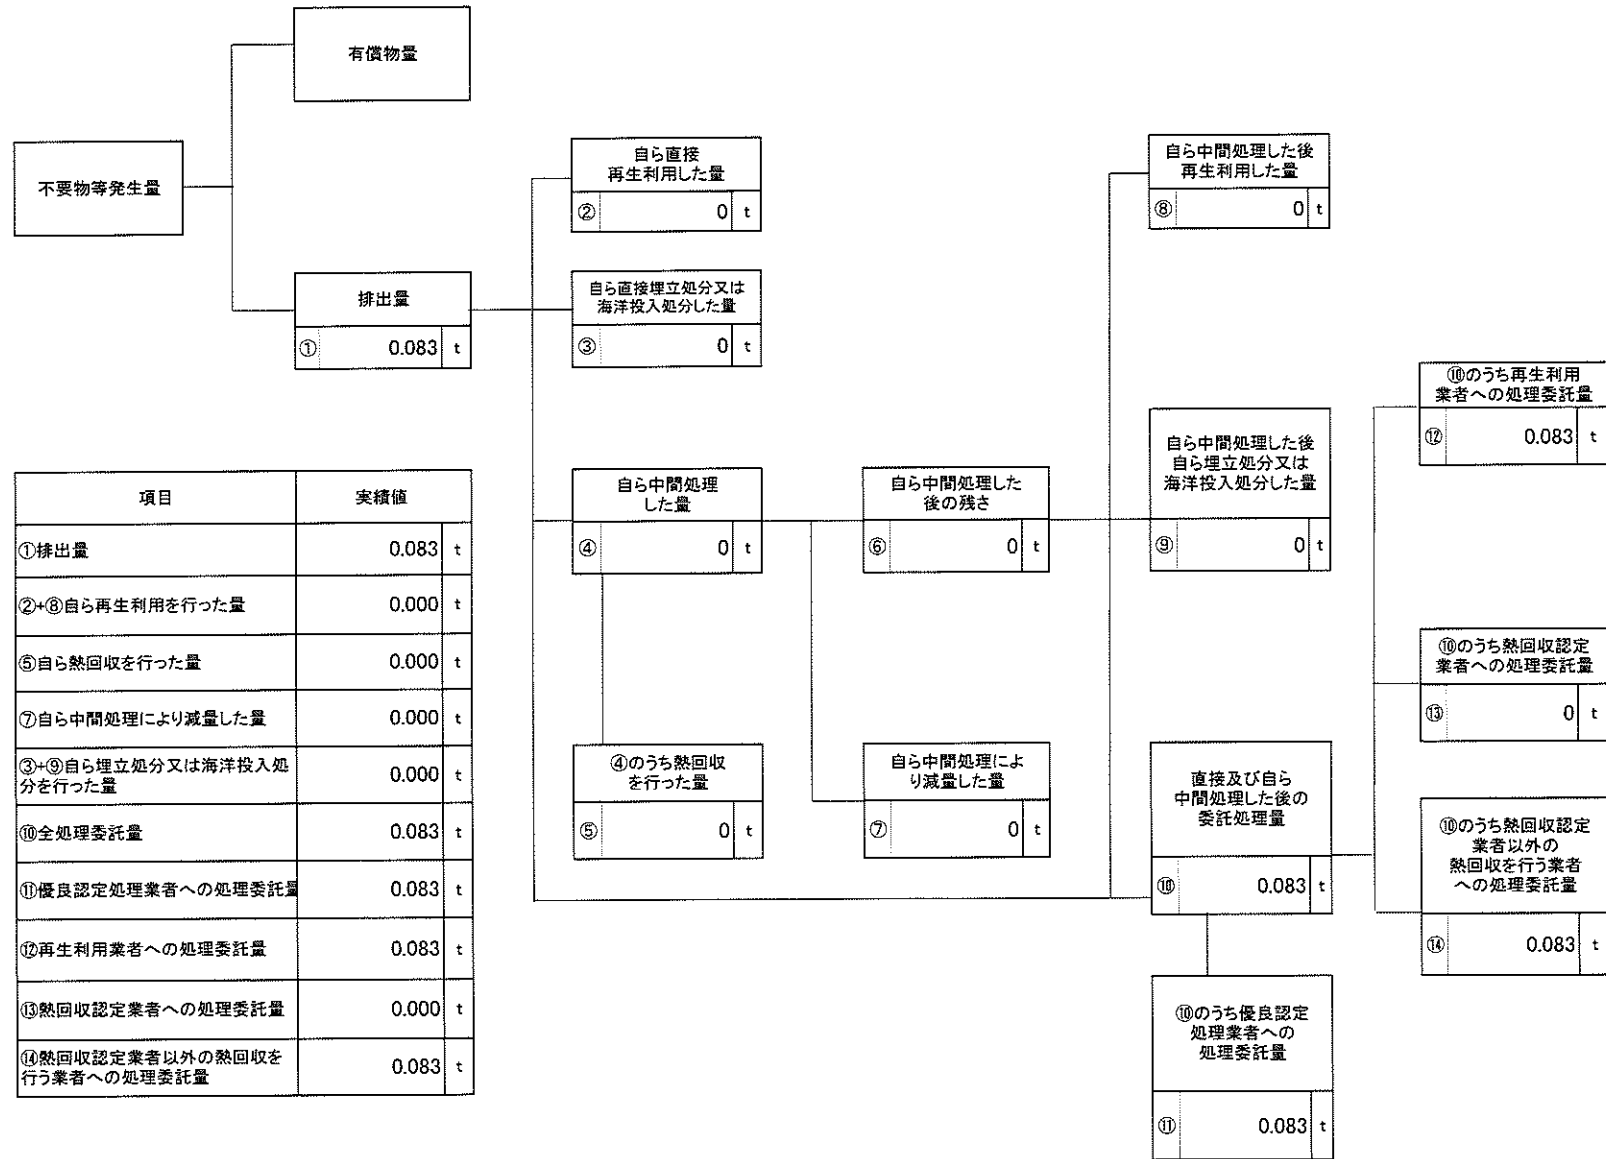 有償物量
不要物等発生量
排出量
① 0.083 t
自ら直接
再生利用した量
② 0 t
自ら直接埋立処分又は
海洋投入処分した量
③ 0 t
自ら中間処理
した量
④ 0 t
④のうち熱回収
を行った量
⑤ 0 t
自ら中間処理した
後の残さ
⑥ 0 t
自ら中間処理によ
り減量した量
⑦ 0 t
自ら中間処理した後
再生利用した量
⑧ 0 t
自ら中間処理した後
自ら埋立処分又は
海洋投入処分した量
⑨ 0 t
直接及び自ら
中間処理した後の
委託処理量
⑩ 0.083 t
⑩のうち優良認定
処理業者への
処理委託量
⑪ 0.083 t
⑩のうち再生利用
業者への処理委託量
⑫ 0.083 t
⑩のうち熱回収認定
業者への処理委託量
⑬ 0 t
⑩のうち熱回収認定
業者以外の
熱回収を行う業者
への処理委託量
⑭ 0.083 t
項目 実績値
①排出量 0.083 t
②+⑧自ら再生利用を行った量 0.000 t
⑤自ら熱回収を行った量 0.000 t
⑦自ら中間処理により減量した量 0.000 t
③+⑨自ら埋立処分又は海洋投入処
分を行った量 0.000 t
⑩全処理委託量 0.083 t
⑪優良認定処理業者への処理委託量 0.083 t
⑫再生利用業者への処理委託量 0.083 t
⑬熱回収認定業者への処理委託量 0.000 t
⑭熱回収認定業者以外の熱回収を
行う業者への処理委託量 0.083 t